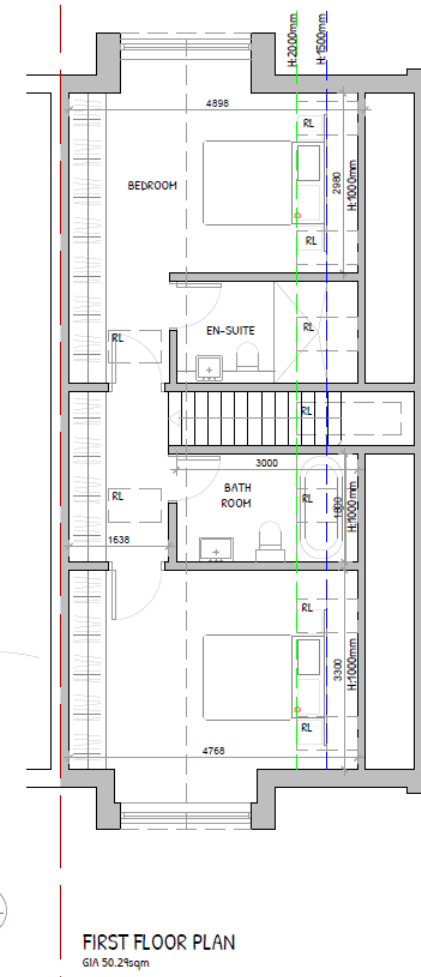 H:2000mm
H:1500mm
4898
RL
BEDROOM
2980
H:1000mm
RL
EN-SUITE
RL
RL
RL
3000
BATH
ROOM
RL
RL
1800
H:1000mm
1638
RL
3300
H:1000mm
RL
4768
FIRST FLOOR PLAN
GIA 50.29sqm